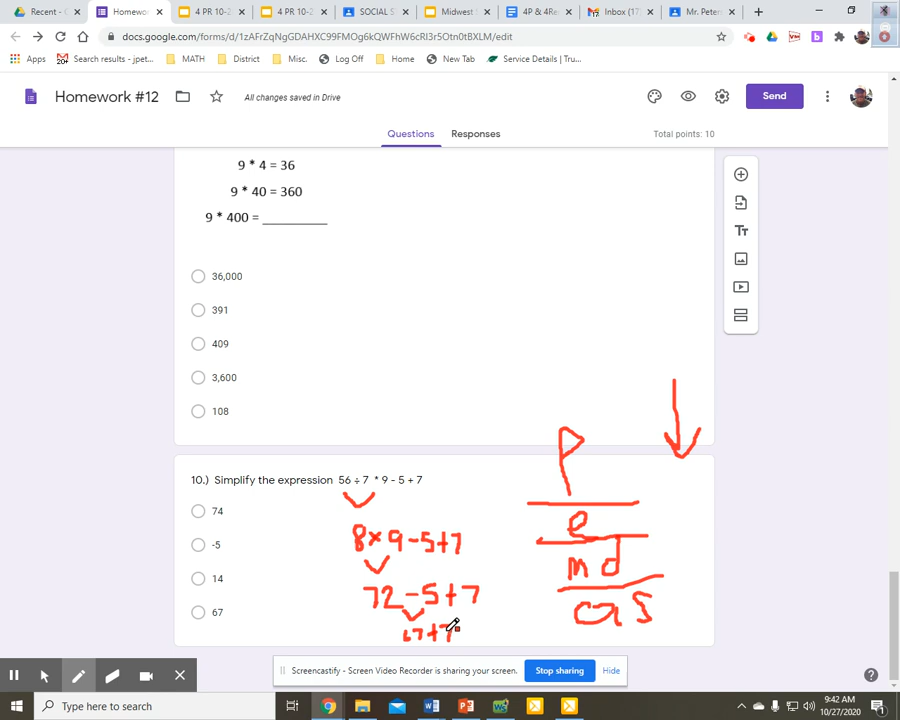 Recent - G
Homewo
4 PR 10-2
4 PR 10-2
SOCIAL S
Midwest S
4P & 4Re
Inbox (17
Mr. Peter
docs.google.com/forms/d/1zAFrZqNgGDAHXC99FMOg6kQWFhW6cRI3r5Otn0tBXLM/edit
Apps
20+
Search results - jpet...
MATH
District
Misc.
Log Off
Home
New Tab
Service Details | Tru...
Homework #12
All changes saved in Drive
Send
Questions
Responses
Total points: 10
9 * 4 = 36
9 * 40 = 360
9 * 400 = __________
36,000
391
409
3,600
108
10.) Simplify the expression 56 ÷ 7 * 9 - 5 + 7
74
-5
14
67
8×9-5+7
72-5+7
67+7
P
e
md
as
Screencastify - Screen Video Recorder is sharing your screen.
Stop sharing
Hide
Type here to search
9:42 AM
10/27/2020